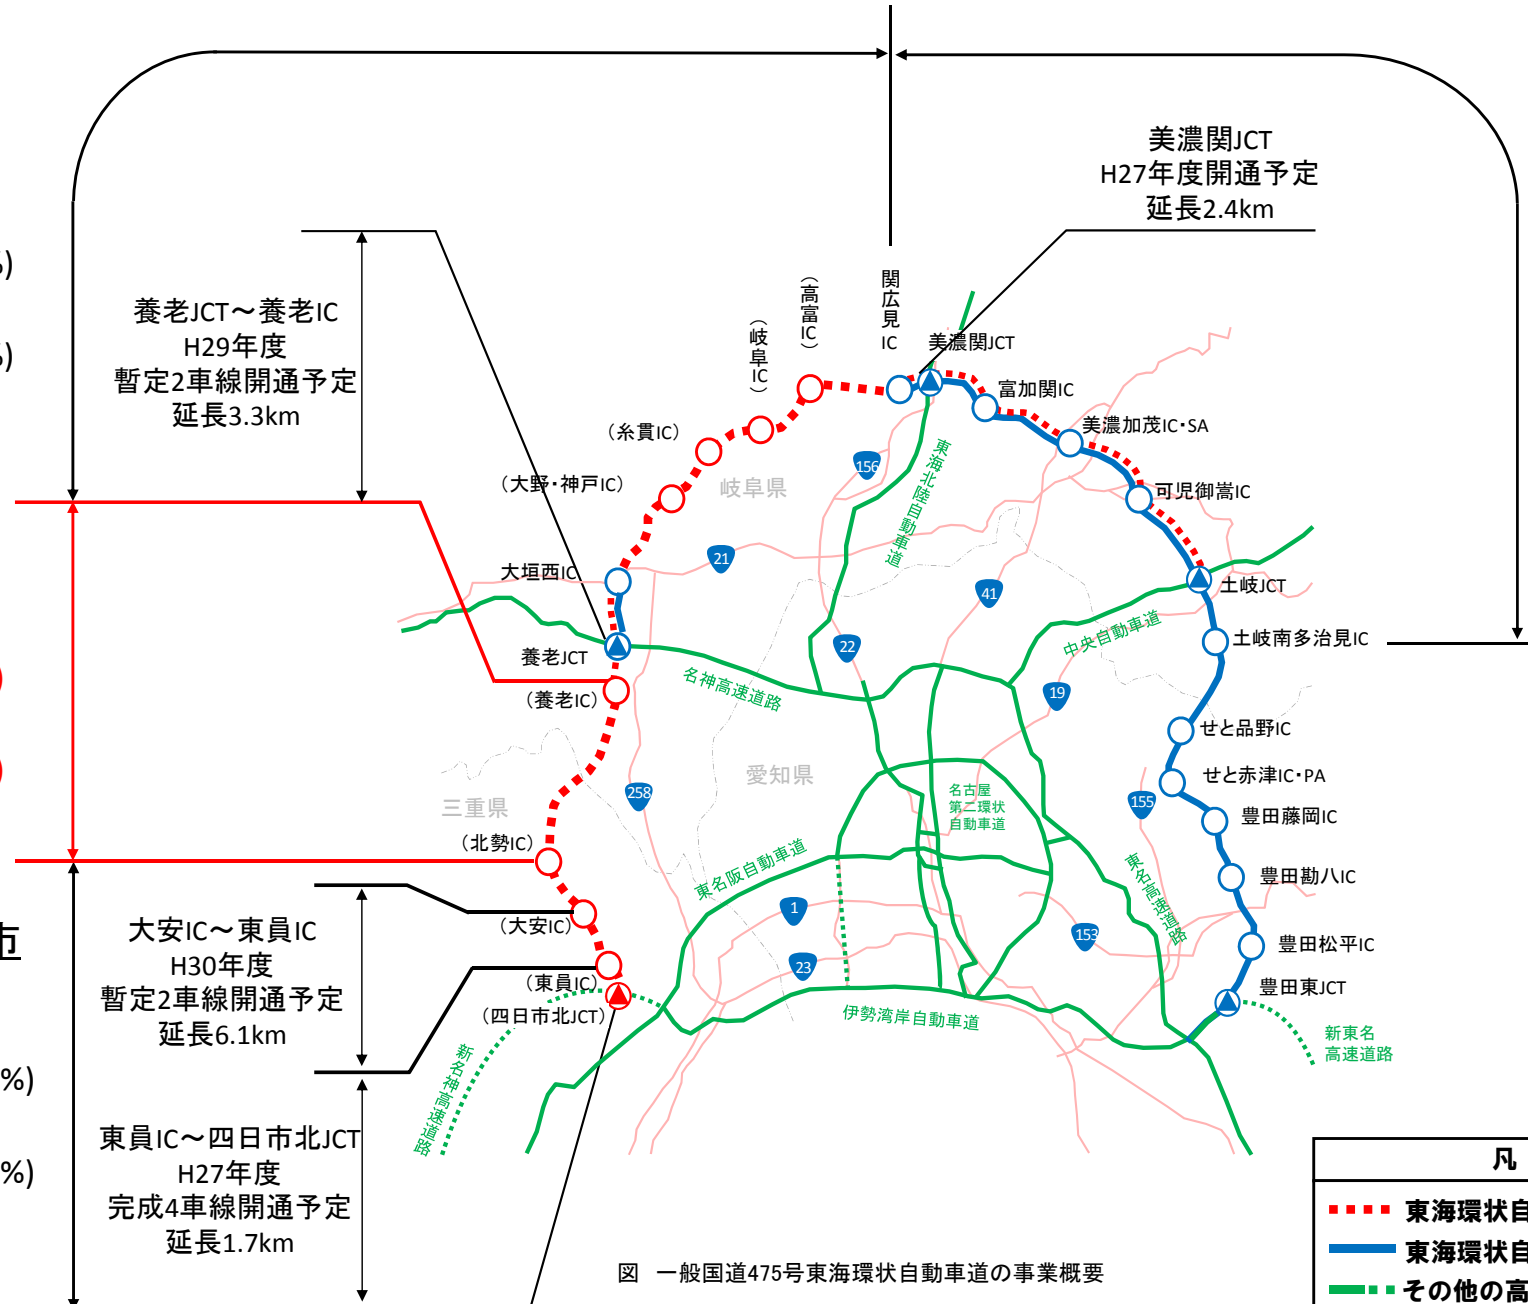 美濃関JCT
H27年度開通予定
延長2.4km
%)
%)
養老JCT～養老IC
H29年度
暫定2車線開通予定
延長3.3km
（高富IC）
関広見IC
（岐阜IC）
美濃関JCT
富加関IC
（糸貫IC）
美濃加茂IC・SA
（大野・神戸IC）
岐阜県
156
東海北陸自動車道
可児御嵩IC
大垣西IC
21
41
土岐JCT
養老JCT
22
中央自動車道
土岐南多治見IC
名神高速道路
（養老IC）
19
せと品野IC
愛知県
せと赤津IC・PA
三重県
258
名古屋
第二環状
自動車道
155
豊田藤岡IC
（北勢IC）
東名阪自動車道
東名高速道路
豊田勘八IC
1
（大安IC）
153
市
大安IC～東員IC
H30年度
暫定2車線開通予定
延長6.1km
豊田松平IC
23
（東員IC）
豊田東JCT
（四日市北JCT）
伊勢湾岸自動車道
新東名
高速道路
新名神高速道路
%)
%)
東員IC～四日市北JCT
H27年度
完成4車線開通予定
延長1.7km
凡
東海環状自
東海環状自
その他の高
図　一般国道475号東海環状自動車道の事業概要